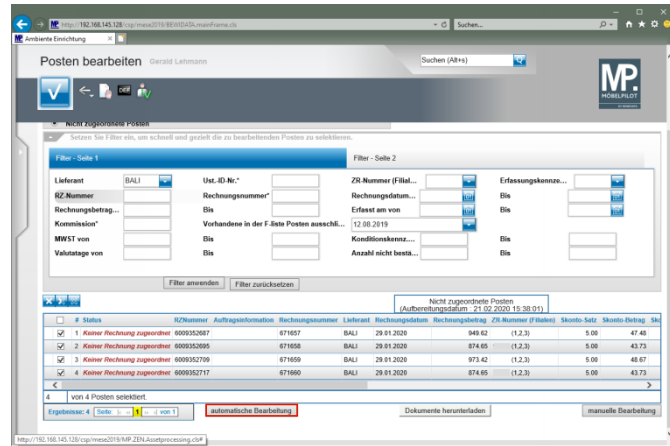 http://192.168.145.128/csp/mese2019/BEWIDATA.mainFrame.cls
Suchen...
Ambiente Einrichtung
Posten bearbeiten Gerald Lehmann
Suchen (Alt+s)
MP.
MÖBELPILOT
Nicht zugeordnete Posten
Setzen Sie Filter ein, um schnell und gezielt die zu bearbeitenden Posten zu selektieren.
Filter - Seite 1 Filter - Seite 2
Lieferant BALI Ust.-ID-Nr.* ZR-Nummer (Filial... Erfassungskennze...
RZ-Nummer Rechnungsnummer* Rechnungsdatum... Bis
Rechnungsbetrag... Bis Erfasst am von Bis
Kommission* Vorhandene in der F-liste Posten ausschli... 12.08.2019
MWST von Bis Konditionskennz.... Bis
Valutatage von Bis Anzahl nicht bestä... Bis
Filter anwenden Filter zurücksetzen
Nicht zugeordnete Posten
(Aufbereitungsdatum : 21.02.2020 15:38:01)
# Status RZNummer Auftragsinformation Rechnungsnummer Lieferant Rechnungsdatum Rechnungsbetrag ZR-Nummer (Filialen) Skonto-Satz Skonto-Betrag Sk
1 Keiner Rechnung zugeordnet 6009352687 671657 BALI 29.01.2020 949.62 (1,2,3) 5.00 47.48
2 Keiner Rechnung zugeordnet 6009352695 671658 BALI 29.01.2020 874.65 (1,2,3) 5.00 43.73
3 Keiner Rechnung zugeordnet 6009352799 671659 BALI 29.01.2020 973.42 (1,2,3) 5.00 48.67
4 Keiner Rechnung zugeordnet 6009352717 671660 BALI 29.01.2020 874.65 (1,2,3) 5.00 43.73
4 von 4 Posten selektiert.
Ergebnisse: 4 Seite: 1 von 1 automatische Bearbeitung Dokumente herunterladen manuelle Bearbeitung
http://192.168.145.128/csp/mese2019/MP.ZEN.Assetprocessing.cls#